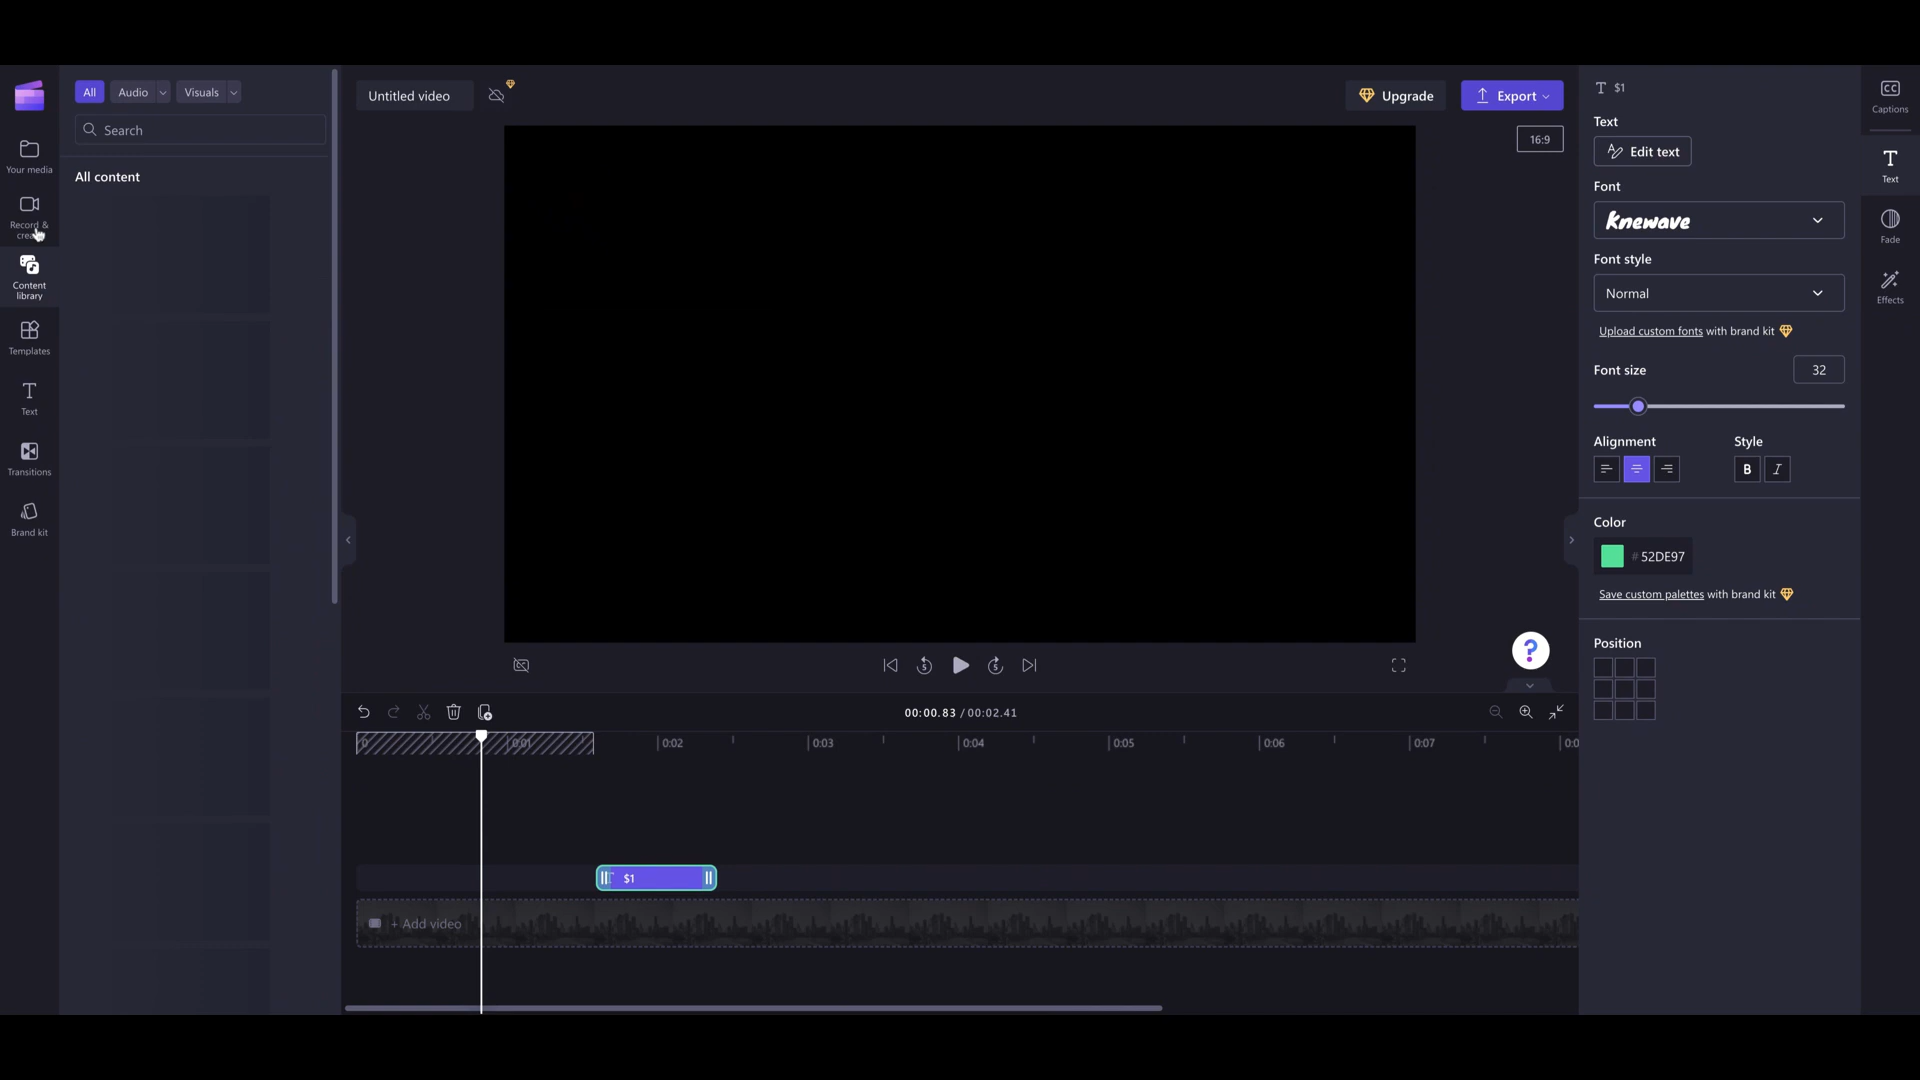 All
Audio
Visuals
Search
All content
Your media
Record &
Content
library
Templates
Text
Transitions
Brand kit
Untitled video
Upgrade
Export
16:9
00:00.83 / 00:02.41
0
0:01
0:02
0:03
0:04
0:05
0:06
0:07
$1
+ Add video
?
T $1
Text
Edit text
Font
Knewave
Font style
Normal
Upload custom fonts with brand kit
Font size
32
Alignment
Style
B I
Color
# 52DE97
Save custom palettes with brand kit
Position
CC
Captions
Text
Fade
Effects